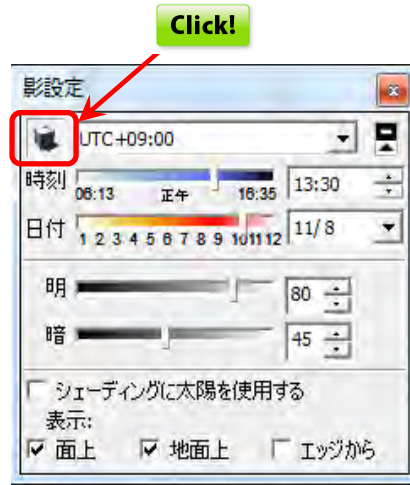 Click!
影設定
UTC+09:00
時刻 06:13 正午 16:35 13:30
日付 1 2 3 4 5 6 7 8 9 10 11 12 11/8
明 80
暗 45
シェーディングに太陽を使用する
表示:
面上 地面上 エッジから